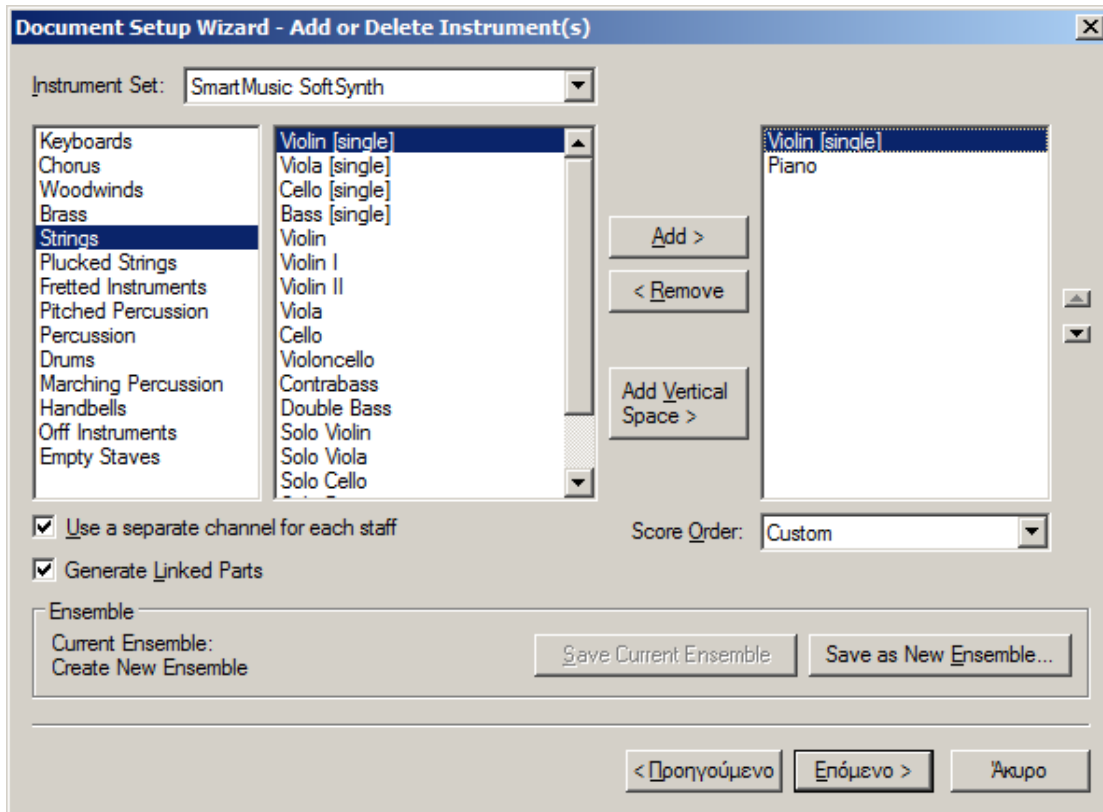 Document Setup Wizard - Add or Delete Instrument(s)
Instrument Set: SmartMusic SoftSynth
Keyboards
Chorus
Woodwinds
Brass
Strings
Plucked Strings
Fretted Instruments
Pitched Percussion
Percussion
Drums
Marching Percussion
Handbells
Orff Instruments
Empty Staves
Violin [single]
Viola [single]
Cello [single]
Bass [single]
Violin
Violin I
Violin II
Viola
Cello
Violoncello
Contrabass
Double Bass
Solo Violin
Solo Viola
Solo Cello
Add >
< Remove
Add Vertical
Space >
Violin [single]
Piano
Use a separate channel for each staff
Score Order: Custom
Generate Linked Parts
Ensemble
Current Ensemble:
Create New Ensemble
Save Current Ensemble
Save as New Ensemble...
< Προηγούμενο
Επόμενο >
Άκυρο